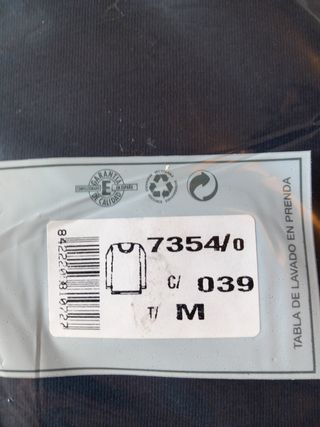 GARANTIA
E
DE CALIDAD
7354/0
C/ 039
T/ M
TABLA DE LAVADO EN PRENDA